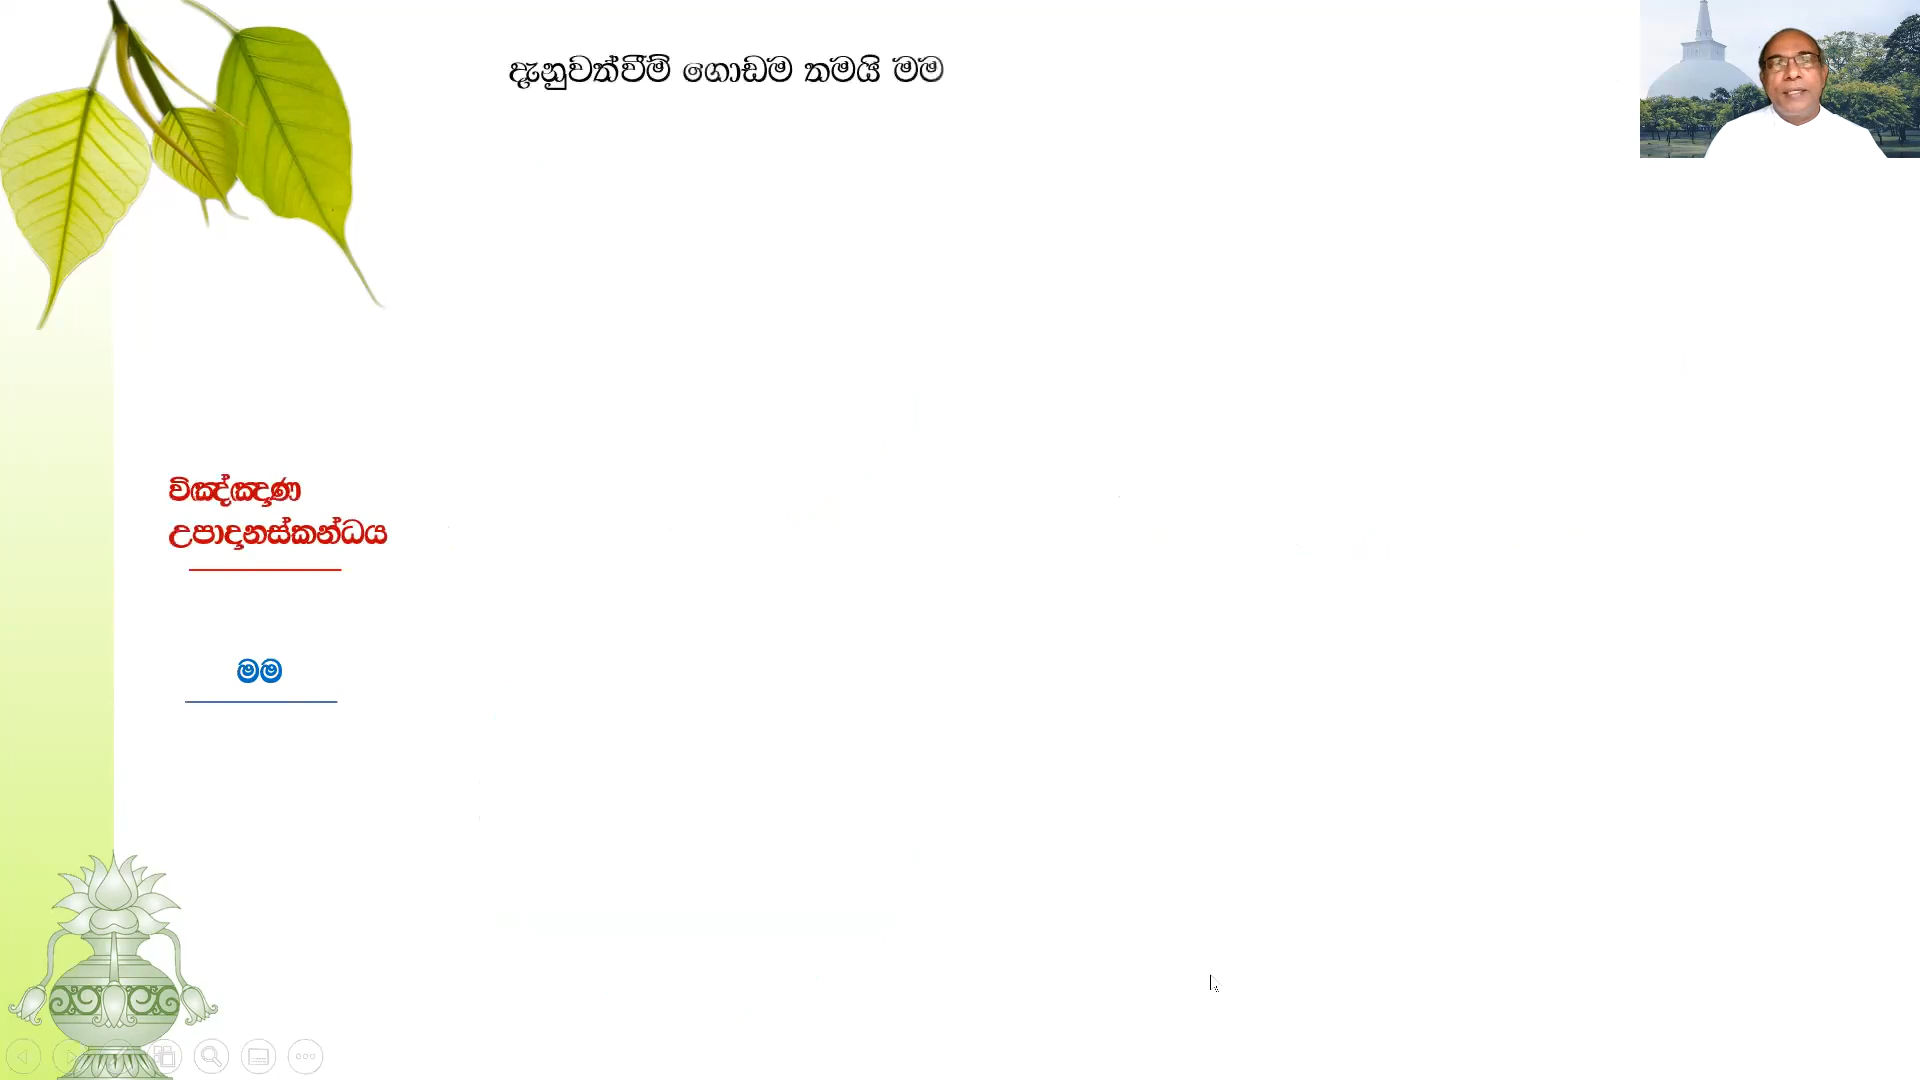 දැනුවත්වීම් ගොඩම තමයි මම
විඤ්ඤාණ
උපාදානස්කන්ධය
මම